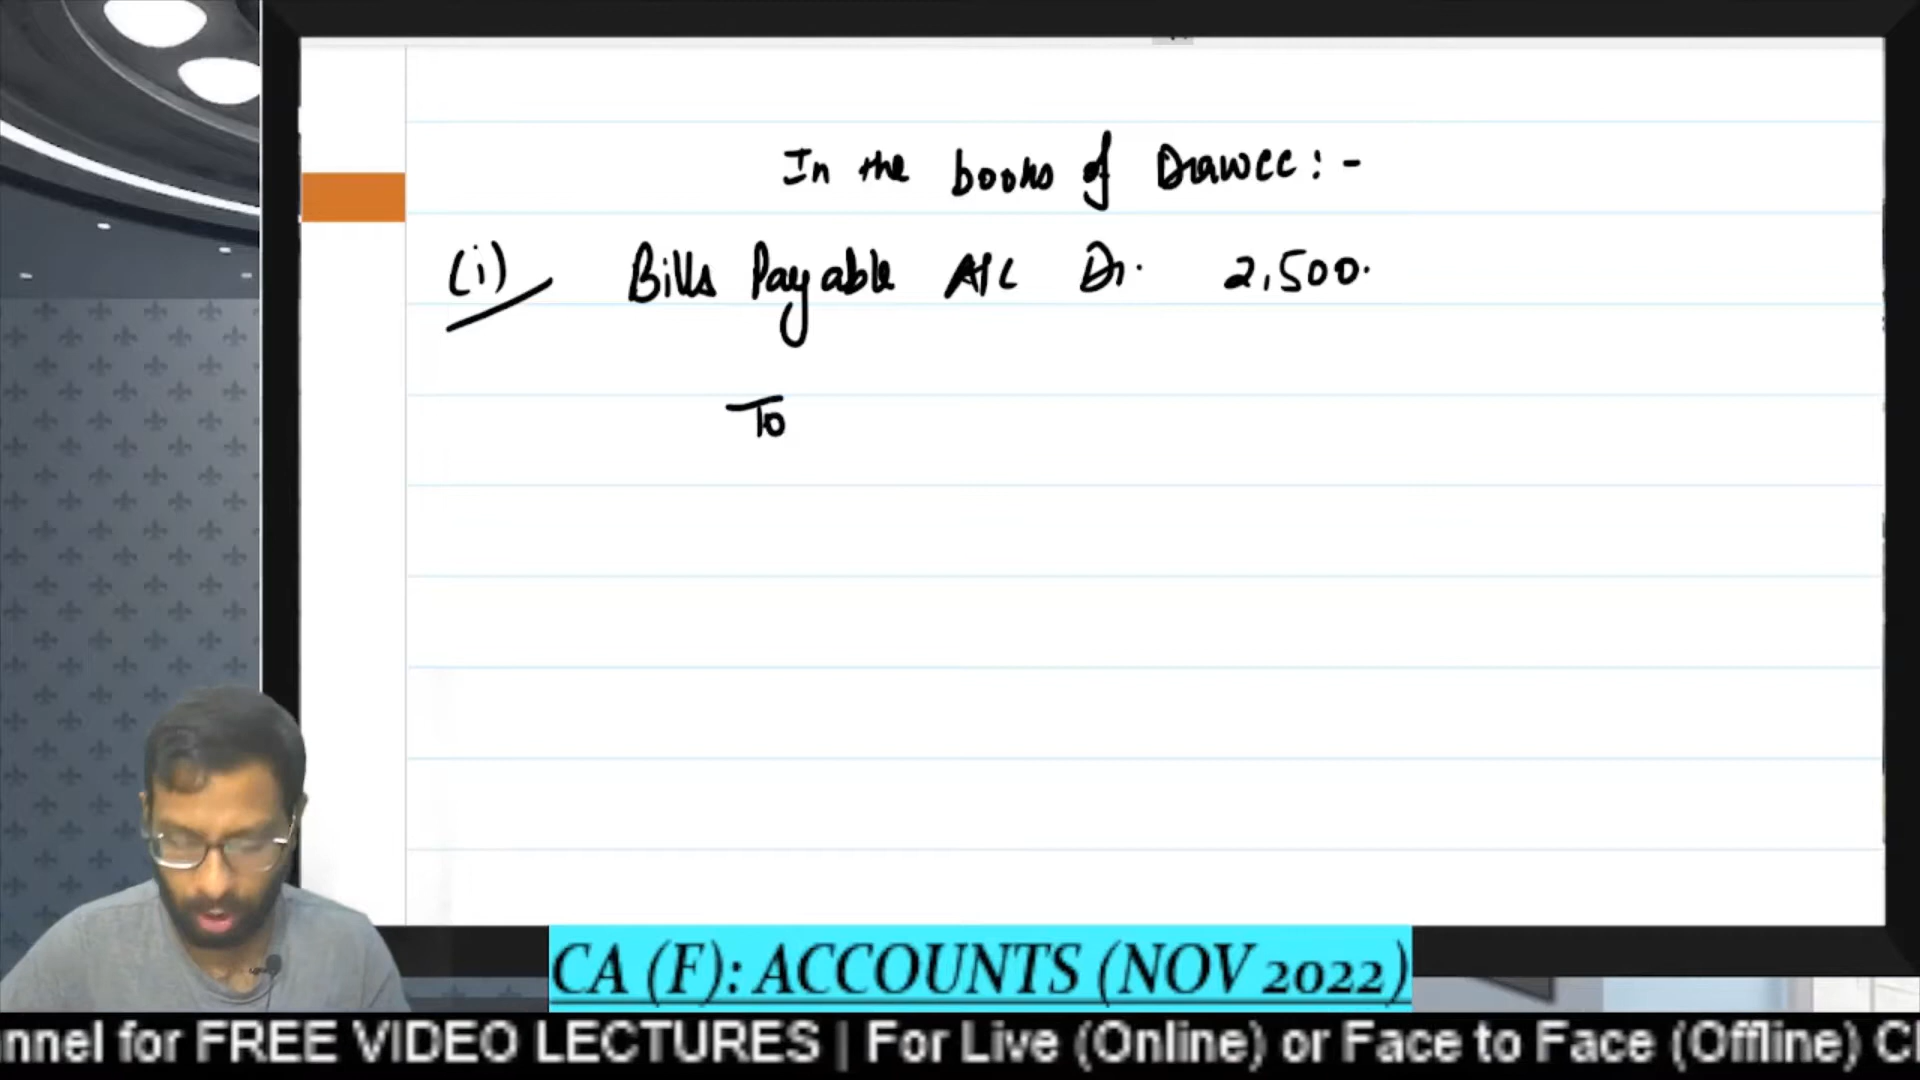 In the books of Drawee:-
(i) Bills Payable A/C Dr. 2,500.
To
CA (F): ACCOUNTS (NOV 2022)
nnel for FREE VIDEO LECTURES | For Live (Online) or Face to Face (Offline) Cl